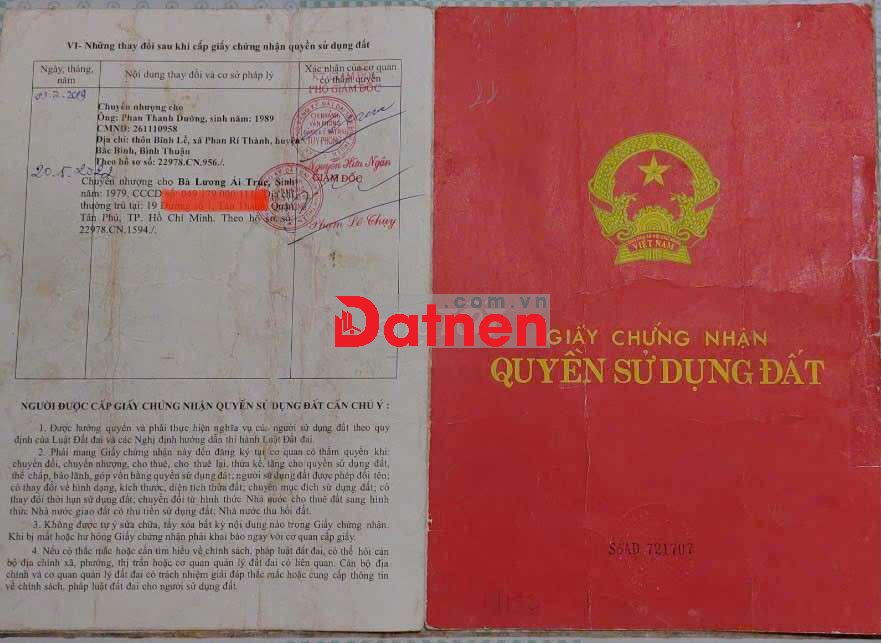 VI- Những thay đổi sau khi cấp giấy chứng nhận quyền sử dụng đất
Ngày, tháng, năm
Nội dung thay đổi và cơ sở pháp lý
Xác nhận của cơ quan có thẩm quyền
03.7.2019
Chuyển nhượng cho
Ông: Phan Thanh Dưỡng, sinh năm: 1989
CMND: 261110958
Địa chỉ: thôn Bình Lễ, xã Phan Rí Thành, huyện
Bắc Bình, Bình Thuận
Theo hồ sơ số: 22978.CN.956./.
PHÓ GIÁM ĐỐC
Nguyễn Hữu Ngân
20.5.2022
Chuyển nhượng cho Bà Lương Ái Trúc, Sinh
năm: 1979, CCCD
thường trú tại: 19 Quận
Tân Phú, TP. Hồ Chí Minh. Theo hồ sơ số
22978.CN.1594./.
GIÁM ĐỐC
Phạm Lê Thuy
NGƯỜI ĐƯỢC CẤP GIẤY CHỨNG NHẬN QUYỀN SỬ DỤNG ĐẤT CẦN CHÚ Ý :
1. Được hưởng quyền và phải thực hiện nghĩa vụ của người sử dụng đất theo quy
định của Luật Đất đai và các Nghị định hướng dẫn thi hành Luật Đất đai.
2. Phải mang Giấy chứng nhận này đến đăng ký tại cơ quan có thẩm quyền khi:
chuyển đổi, chuyển nhượng, cho thuê, cho thuê lại, thừa kế, tặng cho quyền sử dụng đất,
thế chấp, bảo lãnh, góp vốn bằng quyền sử dụng đất; người sử dụng đất được phép đổi tên;
có thay đổi về hình dạng, kích thước, diện tích thửa đất; chuyển mục đích sử dụng đất; có
thay đổi thời hạn sử dụng đất; chuyển đổi từ hình thức Nhà nước cho thuê đất sang hình
thức Nhà nước giao đất có thu tiền sử dụng đất; Nhà nước thu hồi đất.
3. Không được tự ý sửa chữa, tẩy xóa bất kỳ nội dung nào trong Giấy chứng nhận.
Khi bị mất hoặc hư hỏng Giấy chứng nhận phải khai báo ngay với cơ quan cấp giấy.
4. Nếu có thắc mắc hoặc cần tìm hiểu về chính sách, pháp luật đất đai, có thể hỏi cán
bộ địa chính xã, phường, thị trấn hoặc cơ quan quản lý đất đai có liên quan. Cán bộ địa
chính và cơ quan quản lý đất đai có trách nhiệm giải đáp thắc mắc hoặc cung cấp thông tin
về chính sách, pháp luật đất đai cho người sử dụng đất.
Datnen
.com.vn
VIỆT NAM
GIẤY CHỨNG NHẬN
QUYỀN SỬ DỤNG ĐẤT
721707